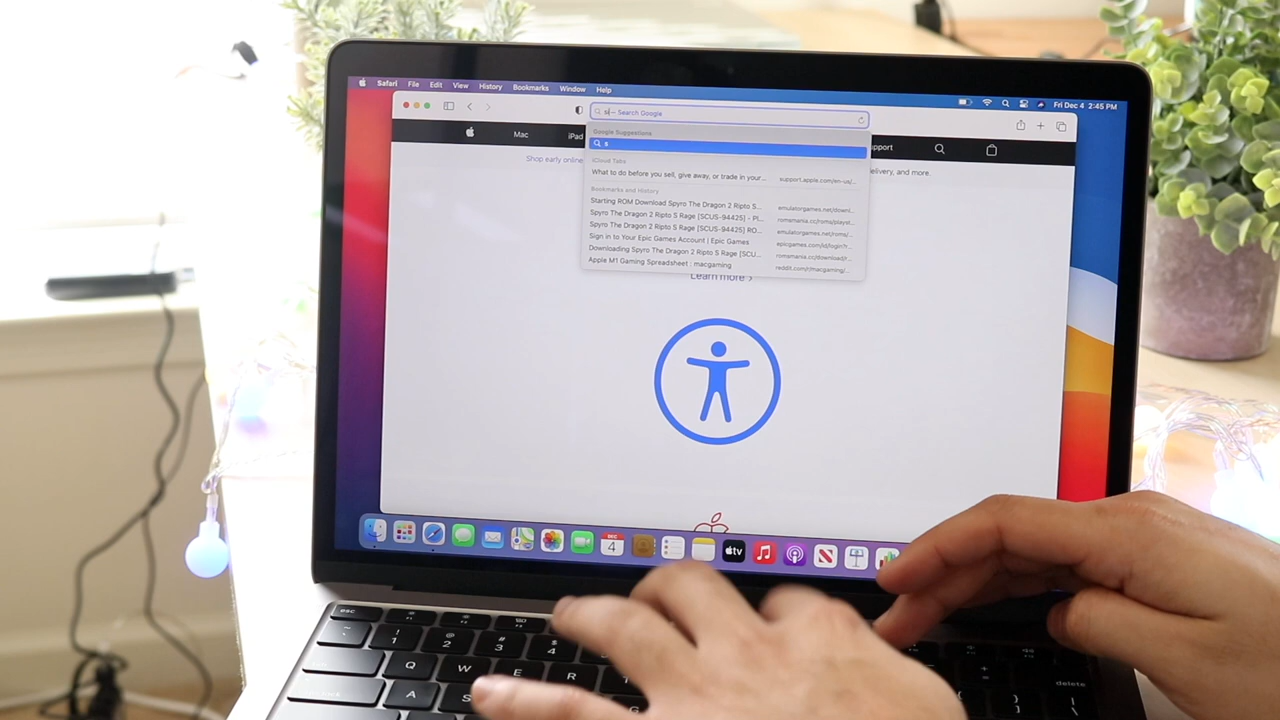 Safari File Edit View History Bookmarks Window Help
Fri Dec 4 2:45 PM
si — Search Google
Mac iPad
upport
Google Suggestions
s
Shop early online
elivery, and more.
iCloud Tabs
What to do before you sell, give away, or trade in your... support.apple.com/en-us/...
Bookmarks and History
Starting ROM Download Spyro The Dragon 2 Ripto S... emulatorgames.net/downl...
Spyro The Dragon 2 Ripto S Rage [SCUS-94425] - Pl... romsmania.cc/roms/playst...
Spyro The Dragon 2 Ripto S Rage [SCUS-94425] RO... emulatorgames.net/roms/...
Sign in to Your Epic Games Account | Epic Games epicgames.com/id/login?r...
Downloading Spyro The Dragon 2 Ripto S Rage [SCU... romsmania.cc/download/r...
Apple M1 Gaming Spreadsheet : macgaming reddit.com/r/macgaming/...
Learn more >
DEC
4
tv
esc
~ ! @ # $
1 2 3 4
delete
Q W E R
A S